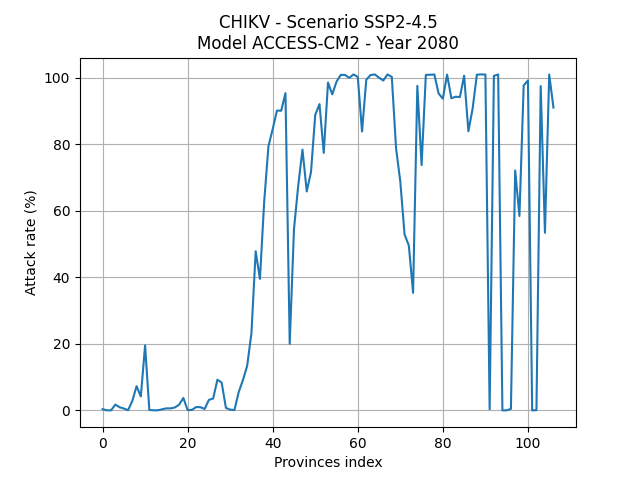 CHIKV - Scenario SSP2-4.5
Model ACCESS-CM2 - Year 2080
100
80
60
40
20
0
Attack rate (%)
0 20 40 60 80 100
Provinces index